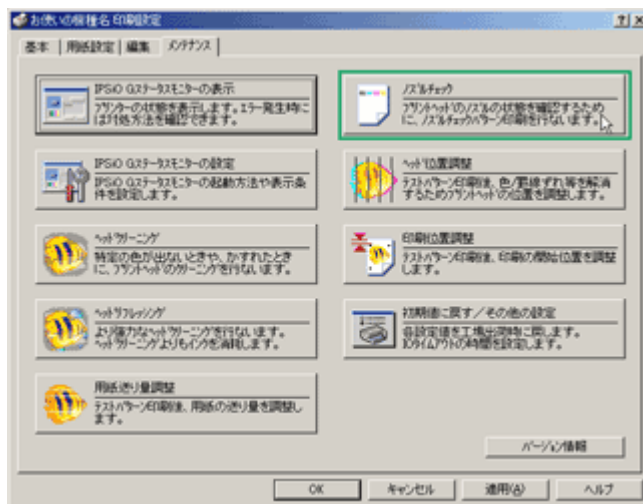 お使いの機種名 印刷設定
基本 用紙設定 編集 メンテナンス
IPSiO Gステータスモニターの表示
プリンターの状態を表示します。エラー発生時に
は対処方法を確認できます。
ノズルチェック
プリントヘッドのノズルの状態を確認するため
に、ノズルチェックパターン印刷を行ないます。
IPSiO Gステータスモニターの設定
IPSiO Gステータスモニターの起動方法や表示条
件を設定します。
ヘッド位置調整
テストパターン印刷後、色/罫線ずれ等を解消
するためプリントヘッドの位置を調整します。
ヘッドクリーニング
特定の色が出ないときや、かすれたとき
に、プリントヘッドのクリーニングを行ないます。
印刷位置調整
テストパターン印刷後、印刷の開始位置を調整
します。
ヘッドリフレッシング
より強力なヘッドクリーニングを行ないます。
ヘッドクリーニングよりもインクを消耗します。
初期値に戻す/その他の設定
各設定値を工場出荷時に戻します。
IOタイムアウトの時間を設定します。
用紙送り量調整
テストパターン印刷後、用紙の送り量を調整し
ます。
バージョン情報
OK キャンセル 適用(A) ヘルプ